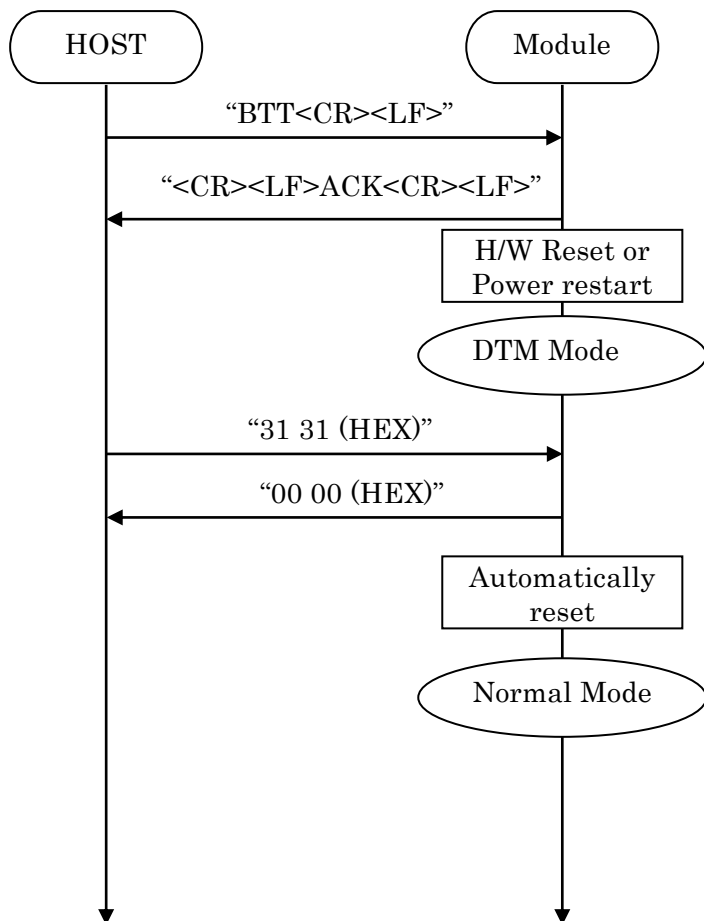 HOST
Module
“BTT<CR><LF>”
“<CR><LF>ACK<CR><LF>”
H/W Reset or
Power restart
DTM Mode
“31 31 (HEX)”
“00 00 (HEX)”
Automatically
reset
Normal Mode